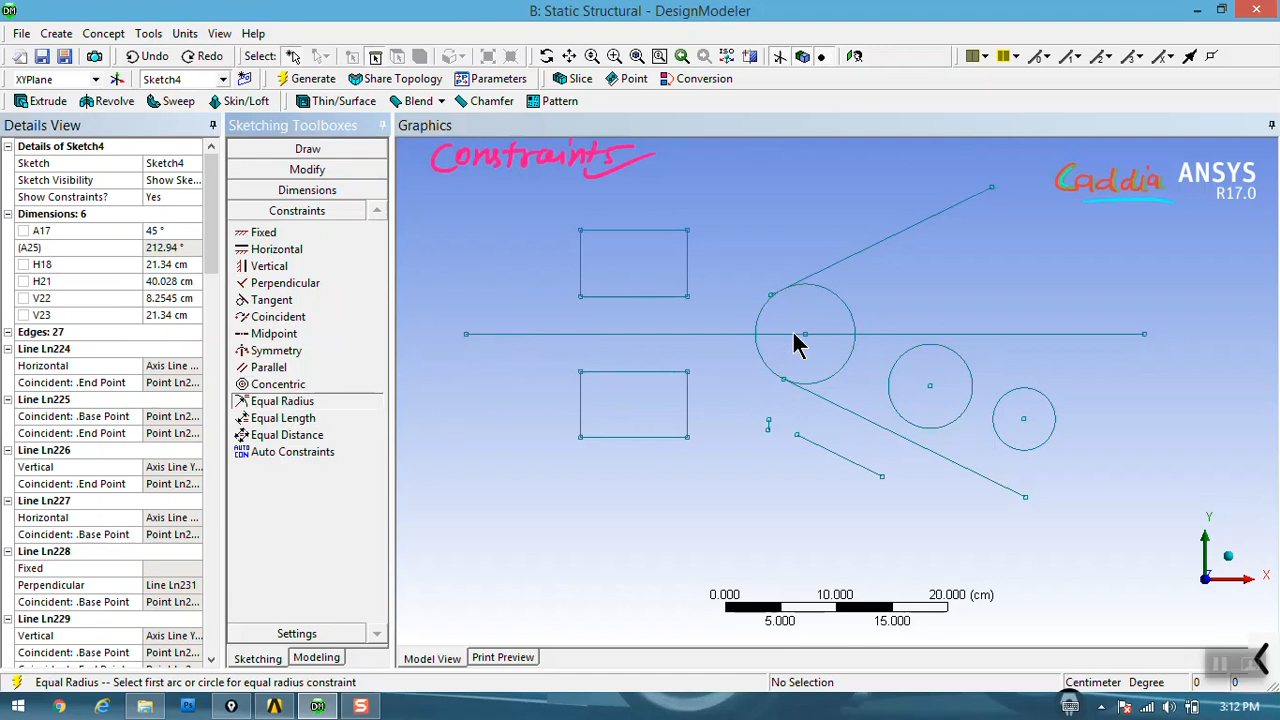 B: Static Structural - DesignModeler
File Create Concept Tools Units View Help
Undo Redo Select:
XYPlane Sketch4 Generate Share Topology Parameters Slice Point Conversion
Extrude Revolve Sweep Skin/Loft Thin/Surface Blend Chamfer Pattern
Details View
Details of Sketch4
Sketch Sketch4
Sketch Visibility Show Ske...
Show Constraints? Yes
Dimensions: 6
A17 45 °
(A25) 212.94 °
H18 21.34 cm
H21 40.028 cm
V22 8.2545 cm
V23 21.34 cm
Edges: 27
Line Ln224
Horizontal Axis Line ...
Coincident: .End Point Point Ln2...
Line Ln225
Coincident: .Base Point Point Ln2...
Coincident: .End Point Point Ln2...
Line Ln226
Vertical Axis Line Y...
Coincident: .End Point Point Ln2...
Line Ln227
Horizontal Axis Line ...
Coincident: .Base Point Point Ln2...
Line Ln228
Fixed
Perpendicular Line Ln231
Coincident: .Base Point Point Ln2...
Line Ln229
Vertical Axis Line Y...
Sketching Toolboxes
Draw
Modify
Dimensions
Constraints
Fixed
Horizontal
Vertical
Perpendicular
Tangent
Coincident
Midpoint
Symmetry
Parallel
Concentric
Equal Radius
Equal Length
Equal Distance
Auto Constraints
Settings
Sketching Modeling
Graphics
Constraints
Caddia ANSYS
R17.0
Y
X
0.000 10.000 20.000 (cm)
5.000 15.000
Model View Print Preview
Equal Radius -- Select first arc or circle for equal radius constraint No Selection Centimeter Degree 0 0
3:12 PM